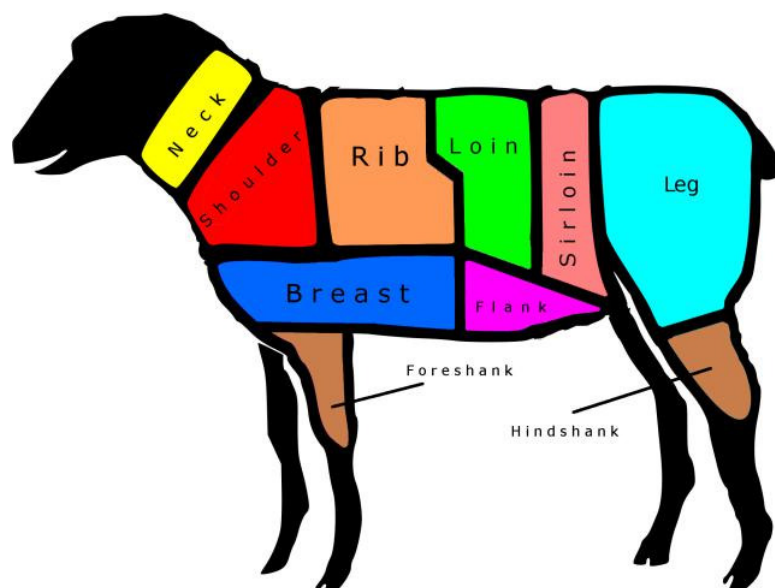 Neck
Shoulder
Rib
Loin
Sirloin
Leg
Breast
Flank
Foreshank
Hindshank